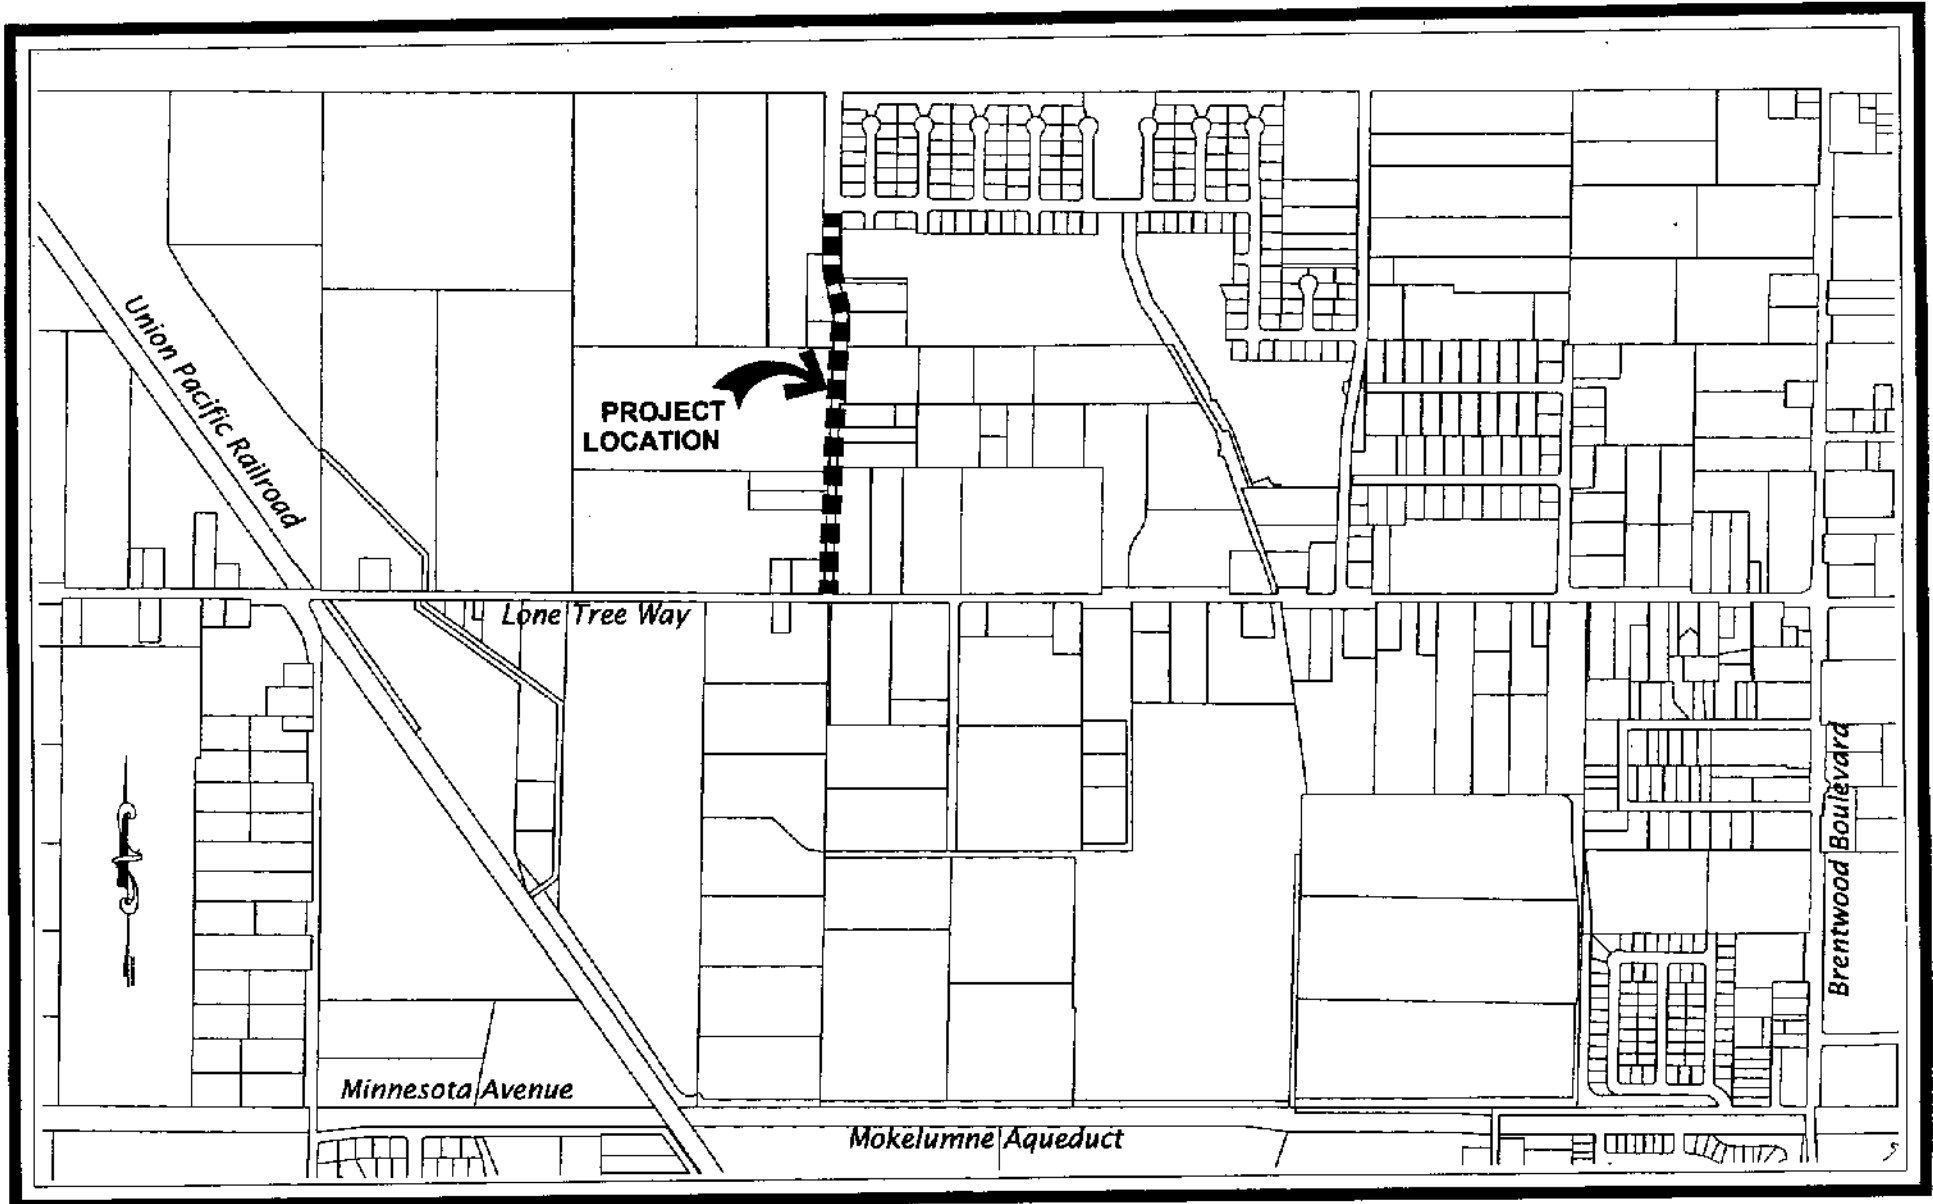 Union Pacific Railroad
PROJECT
LOCATION
Lone Tree Way
Brentwood Boulevard
Minnesota Avenue
Mokelumne Aqueduct